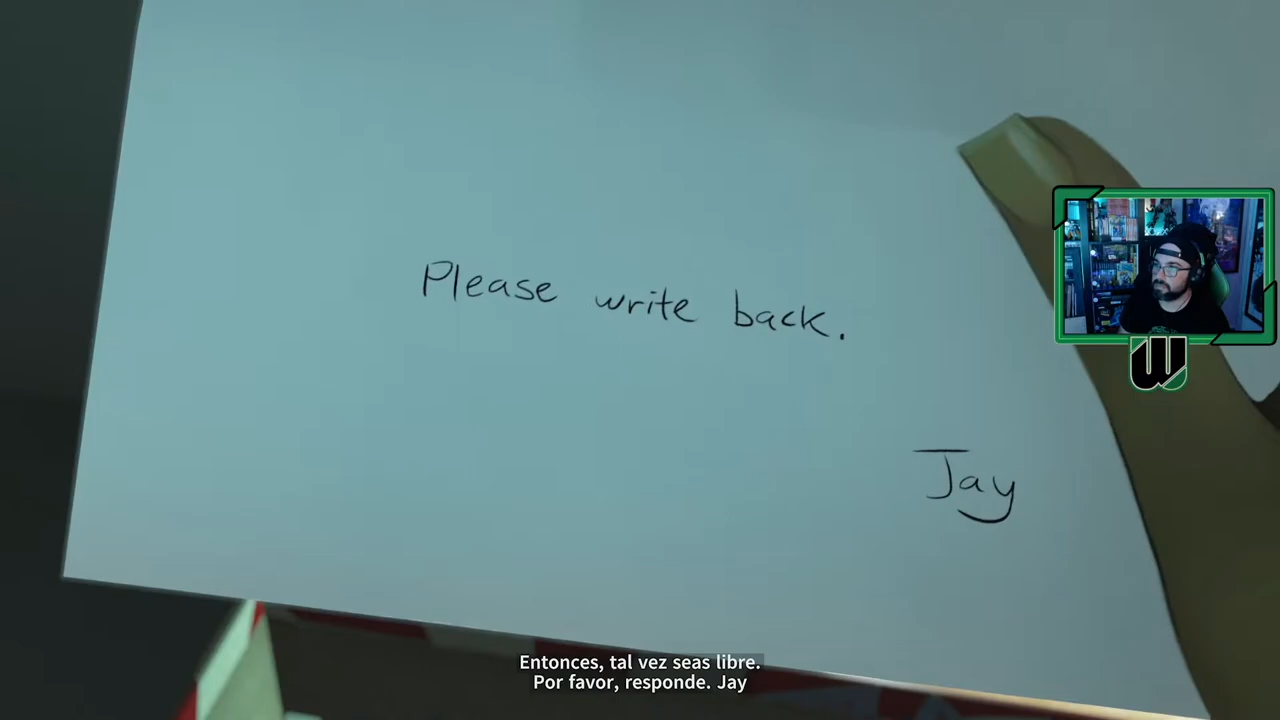 Please write back.
Jay
Entonces, tal vez seas libre.
Por favor, responde. Jay